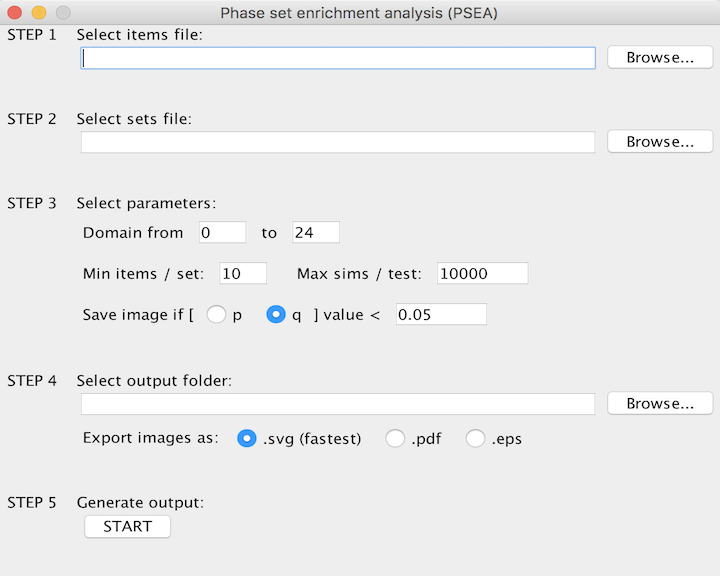 Phase set enrichment analysis (PSEA)
STEP 1 Select items file:
Browse...
STEP 2 Select sets file:
Browse...
STEP 3 Select parameters:
Domain from 0 to 24
Min items / set: 10 Max sims / test: 10000
Save image if [ p q ] value < 0.05
STEP 4 Select output folder:
Browse...
Export images as: .svg (fastest) .pdf .eps
STEP 5 Generate output:
START